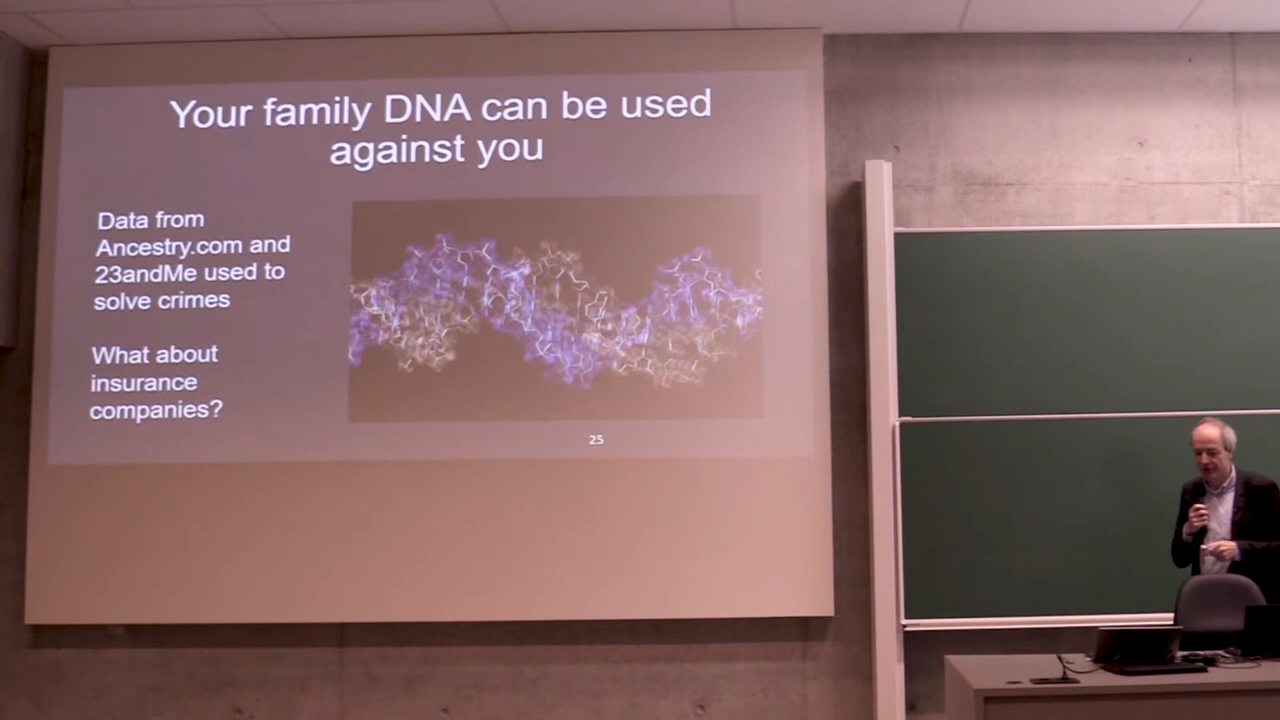 Your family DNA can be used
against you
Data from
Ancestry.com and
23andMe used to
solve crimes
What about
insurance
companies?
25